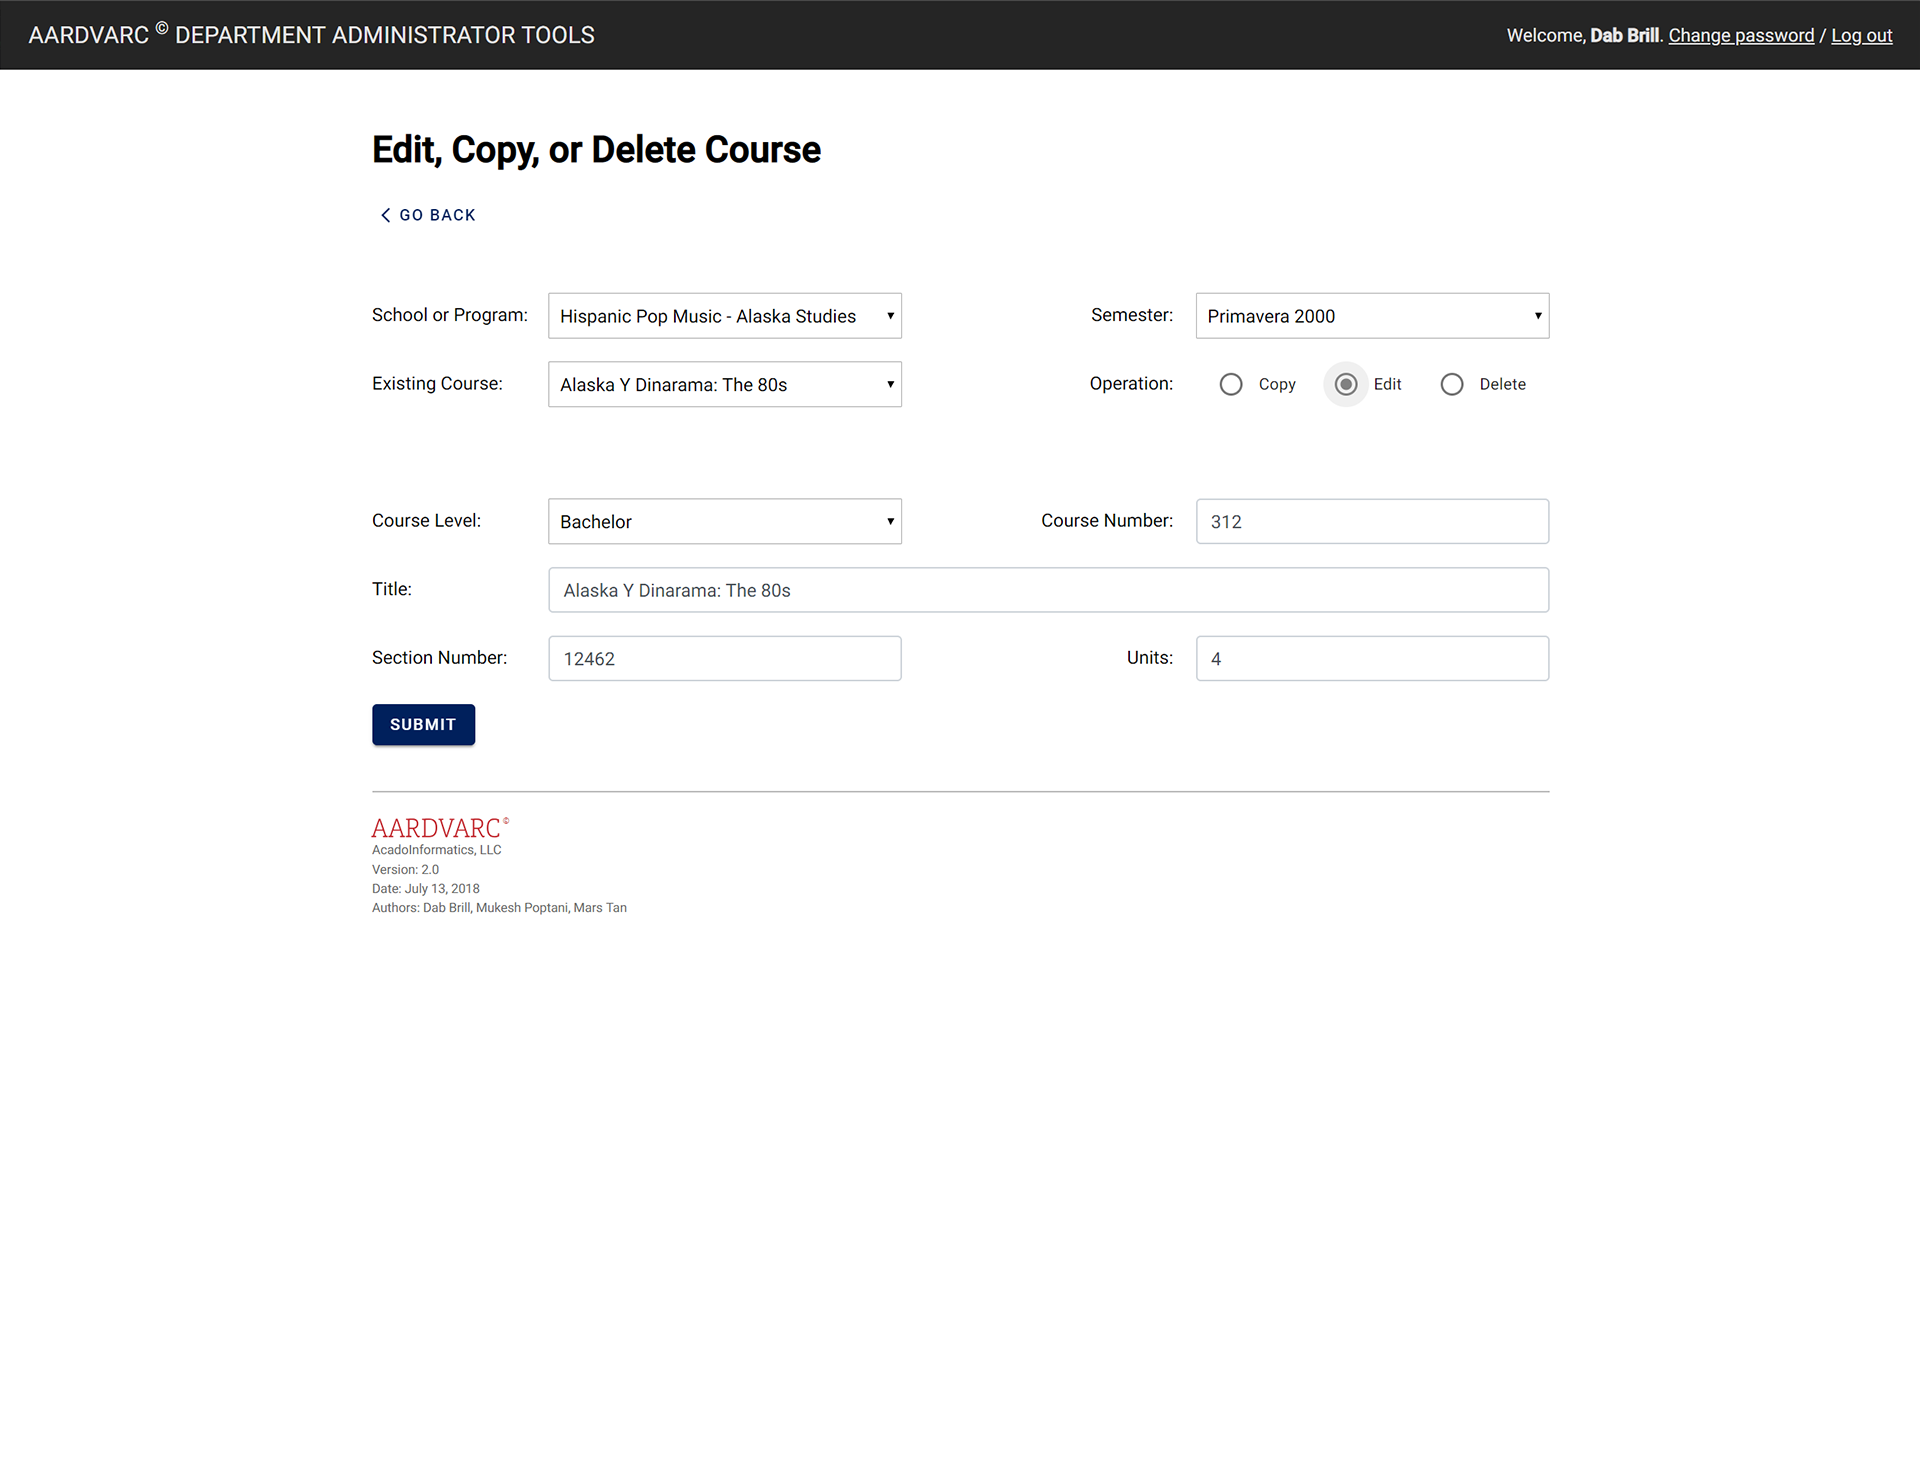 AARDVARC © DEPARTMENT ADMINISTRATOR TOOLS
Welcome, Dab Brill. Change password / Log out
Edit, Copy, or Delete Course
GO BACK
School or Program: Hispanic Pop Music - Alaska Studies Semester: Primavera 2000
Existing Course: Alaska Y Dinarama: The 80s Operation: Copy Edit Delete
Course Level: Bachelor Course Number: 312
Title: Alaska Y Dinarama: The 80s
Section Number: 12462 Units: 4
SUBMIT
AARDVARC©
AcadoInformatics, LLC
Version: 2.0
Date: July 13, 2018
Authors: Dab Brill, Mukesh Poptani, Mars Tan